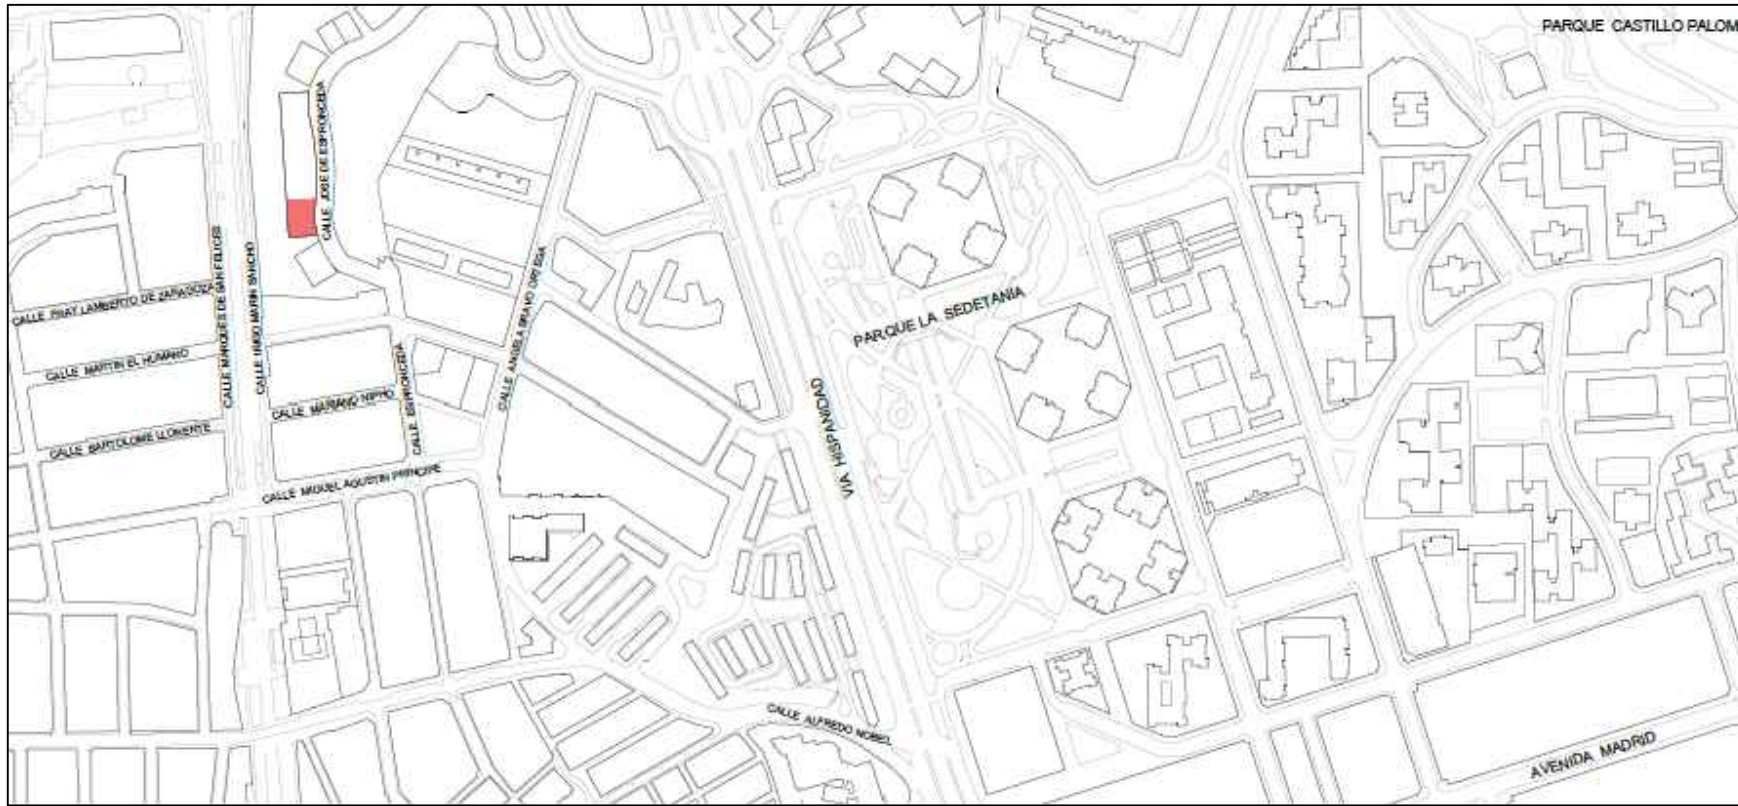 PARQUE CASTILLO PALOM
CALLE JOSE DE ESPRONCEDA
CALLE MARQUES DE SAN FELICES
CALLE IÑIGO MARIN SANCHO
CALLE FRAY LAMBERTO DE ZARAGOZA
CALLE ANGELA BRAVO ORTEGA
PARQUE LA SEDETANIA
CALLE MARTIN EL HUMANO
CALLE ESPRONCEDA
CALLE MARIANO NIPHO
VIA HISPANIDAD
CALLE BARTOLOME LLORENTE
CALLE MIGUEL AGUSTIN PRINCIPE
CALLE ALFREDO NOBEL
AVENIDA MADRID